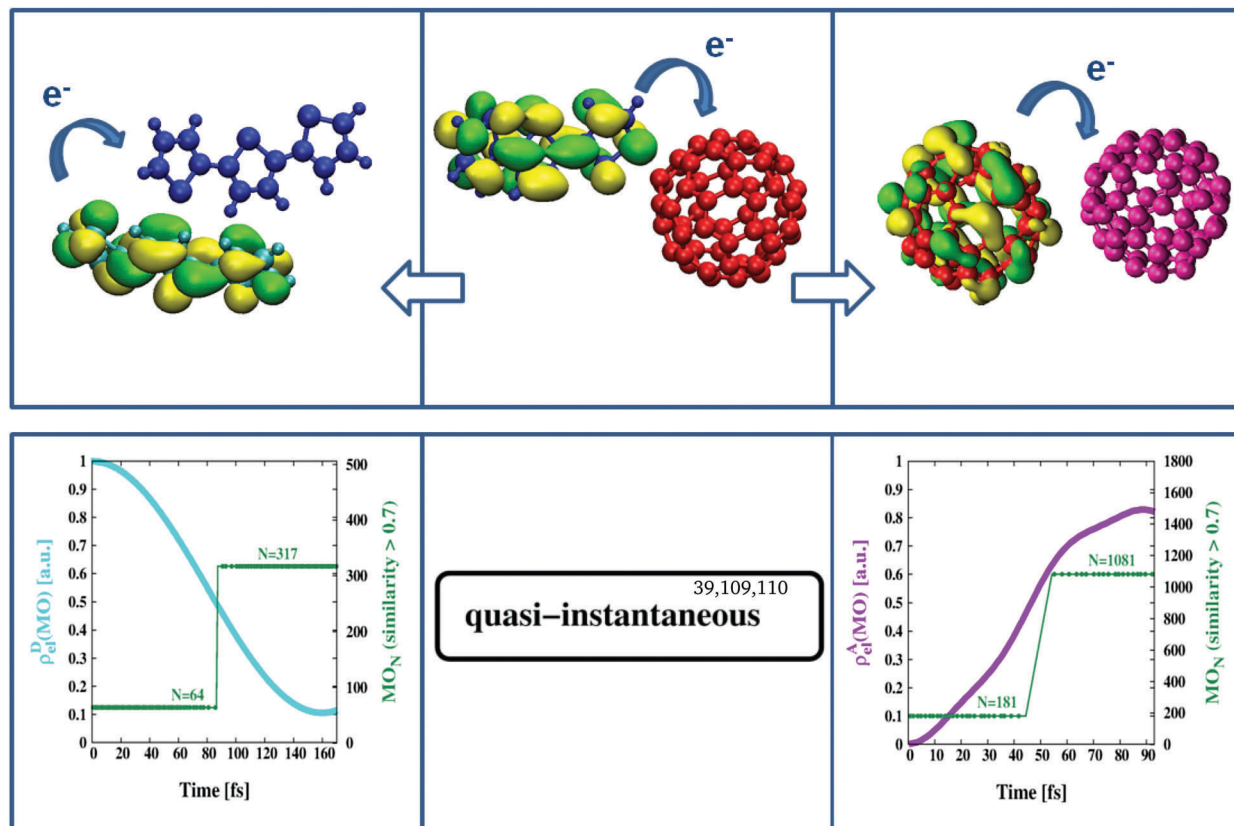 e-
e-
e-
1
0.9
0.8
0.7
0.6
0.5
0.4
0.3
0.2
0.1
0
500
400
300
200
100
0
0 20 40 60 80 100 120 140 160
N=317
N=64
ρelD(MO) [a.u.]
MON (similarity > 0.7)
Time [fs]
39,109,110
quasi−instantaneous
1
0.9
0.8
0.7
0.6
0.5
0.4
0.3
0.2
0.1
0
1800
1600
1400
1200
1000
800
600
400
200
0
0 10 20 30 40 50 60 70 80 90
N=1081
N=181
ρelA(MO) [a.u.]
MON (similarity > 0.7)
Time [fs]